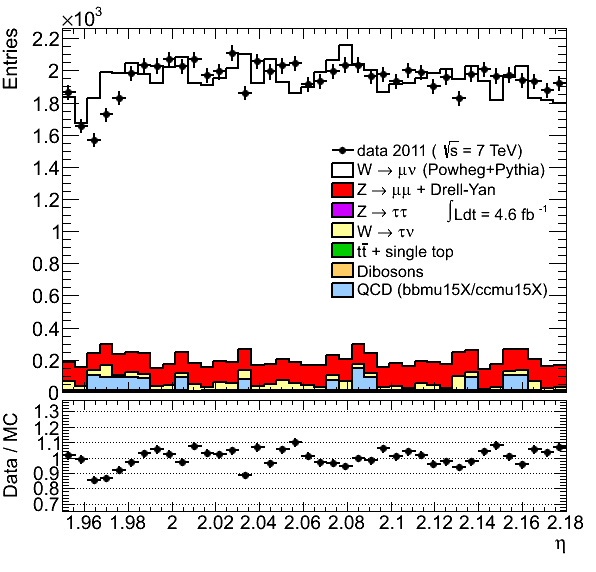 ×10³
Entries
2.2
2
1.8
1.6
1.4
1.2
1
0.8
0.6
0.4
0.2
0
data 2011 ( √s = 7 TeV)
W → μν (Powheg+Pythia)
Z → μμ + Drell-Yan
Z → ττ
∫Ldt = 4.6 fb⁻¹
W → τν
tt̄ + single top
Dibosons
QCD (bbmu15X/ccmu15X)
Data / MC
1.3
1.2
1.1
1
0.9
0.8
0.7
1.96 1.98 2 2.02 2.04 2.06 2.08 2.1 2.12 2.14 2.16 2.18
η